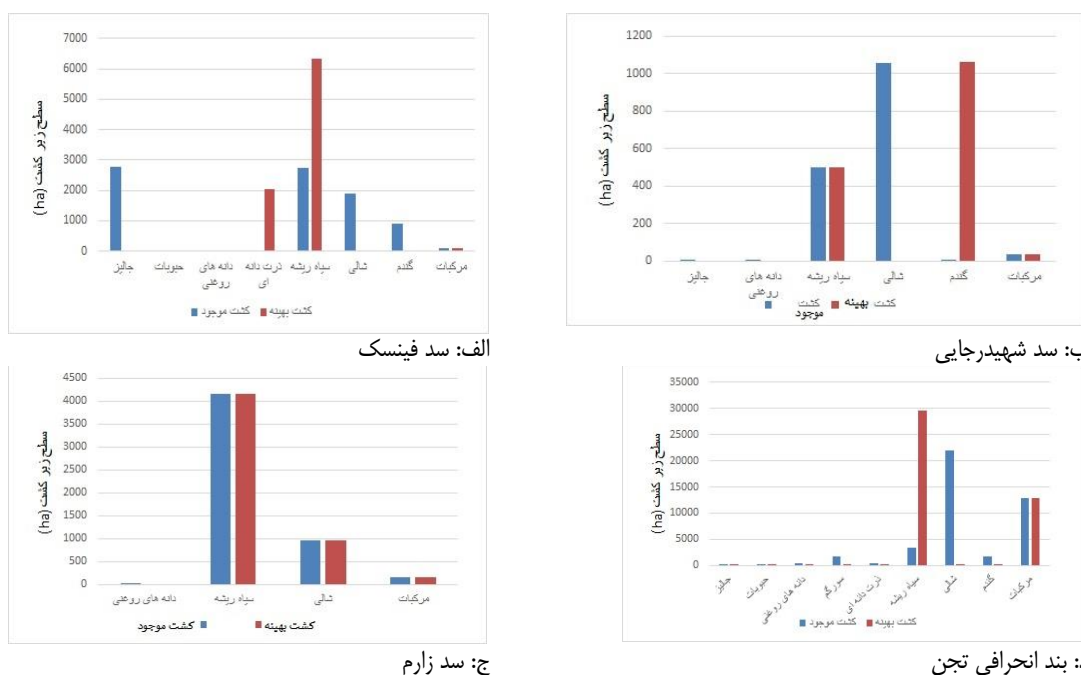 7000
6000
5000
4000
3000
2000
1000
0
سطح زیر کشت (ha)
جالیز
حبوبات
دانه های روغنی
ذرت دانه ای
سیاه ریشه
شالی
گندم
مرکبات
کشت موجود
کشت بهینه
الف: سد فینسک
1200
1000
800
600
400
200
0
سطح زیر کشت (ha)
جالیز
دانه های روغنی
سیاه ریشه
شالی
گندم
مرکبات
کشت موجود
کشت بهینه
ب: سد شهیدرجایی
4500
4000
3500
3000
2500
2000
1500
1000
500
0
سطح زیر کشت (ha)
دانه های روغنی
سیاه ریشه
شالی
مرکبات
کشت موجود
کشت بهینه
ج: سد زارم
35000
30000
25000
20000
15000
10000
5000
0
سطح زیر کشت (ha)
جالیز
حبوبات
دانه های روغنی
سورگم
ذرت دانه ای
سیاه ریشه
شالی
گندم
مرکبات
کشت موجود
کشت بهینه
: بند انحرافی تجن